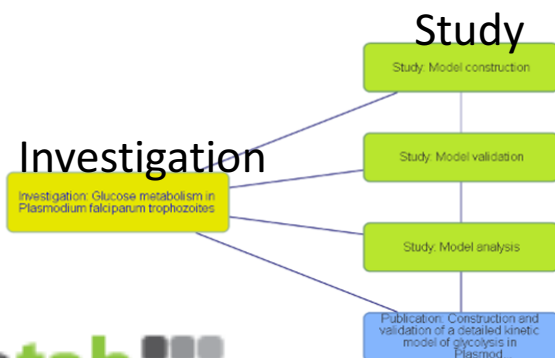 Study
Study: Model construction
Study: Model validation
Investigation
Investigation: Glucose metabolism in
Plasmodium falciparum trophozoites
Study: Model analysis
Publication: Construction and
validation of a detailed kinetic
model of glycolysis in
Plasmod